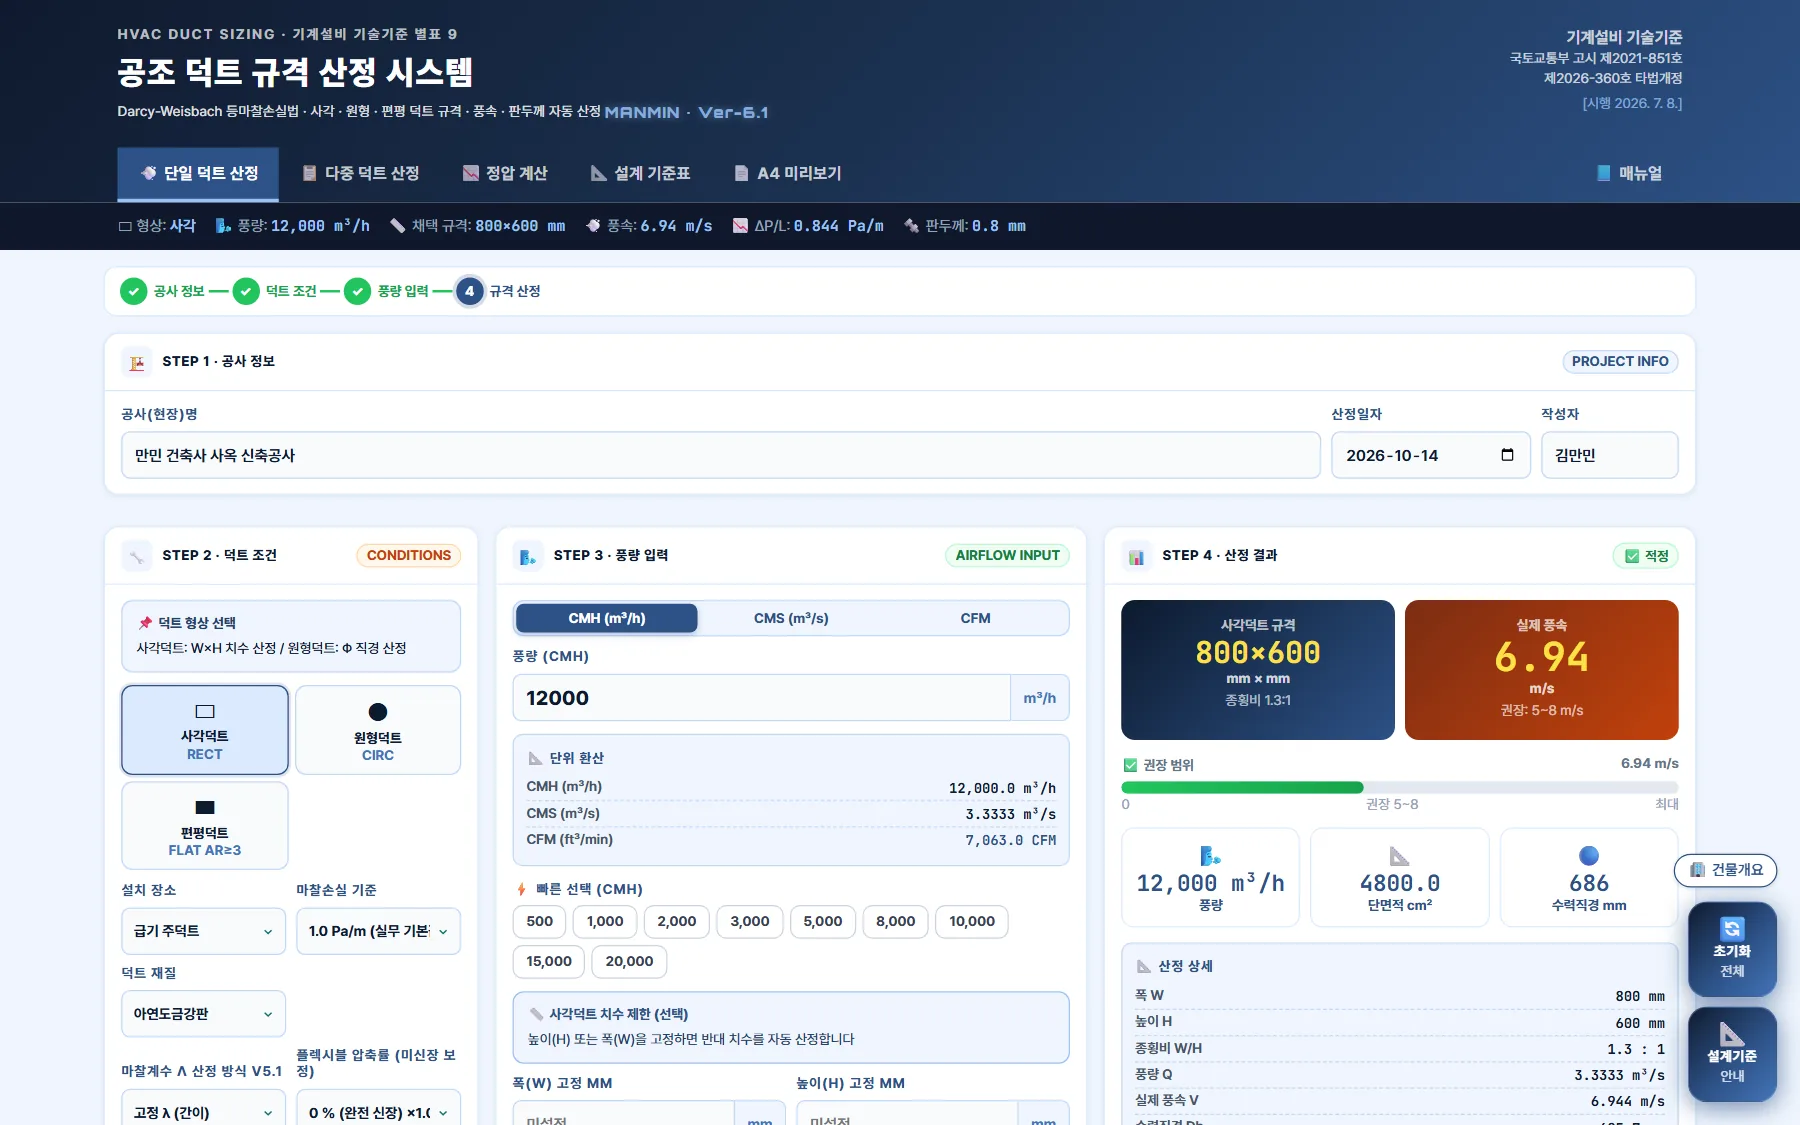 HVAC DUCT SIZING · 기계설비 기술기준 별표 9
공조 덕트 규격 산정 시스템
Darcy-Weisbach 등마찰손실법 · 사각 · 원형 · 편평 덕트 규격 · 풍속 · 판두께 자동 산정 MANMIN · Ver-6.1
기계설비 기술기준
국토교통부 고시 제2021-851호
제2026-360호 타법개정
[시행 2026. 7. 8.]
단일 덕트 산정
다중 덕트 산정
정압 계산
설계 기준표
A4 미리보기
매뉴얼
형상: 사각
풍량: 12,000 m³/h
채택 규격: 800×600 mm
풍속: 6.94 m/s
ΔP/L: 0.844 Pa/m
판두께: 0.8 mm
공사 정보
덕트 조건
풍량 입력
4 규격 산정
STEP 1 · 공사 정보
PROJECT INFO
공사(현장)명
산정일자
작성자
만민 건축사 사옥 신축공사
2026-10-14
김만민
STEP 2 · 덕트 조건
CONDITIONS
덕트 형상 선택
사각덕트: W×H 치수 산정 / 원형덕트: Φ 직경 산정
사각덕트
RECT
원형덕트
CIRC
편평덕트
FLAT AR≥3
설치 장소
마찰손실 기준
급기 주덕트
1.0 Pa/m (실무 기본
덕트 재질
아연도금강판
마찰계수 Λ 산정 방식 V5.1
플렉시블 압축률 (미신장 보정)
고정 λ (간이)
0 % (완전 신장) ×1.0
STEP 3 · 풍량 입력
AIRFLOW INPUT
CMH (m³/h)
CMS (m³/s)
CFM
풍량 (CMH)
12000
m³/h
단위 환산
CMH (m³/h) 12,000.0 m³/h
CMS (m³/s) 3.3333 m³/s
CFM (ft³/min) 7,063.0 CFM
빠른 선택 (CMH)
500
1,000
2,000
3,000
5,000
8,000
10,000
15,000
20,000
사각덕트 치수 제한 (선택)
높이(H) 또는 폭(W)을 고정하면 반대 치수를 자동 산정합니다
폭(W) 고정 MM
높이(H) 고정 MM
미설정 mm
미설정 mm
STEP 4 · 산정 결과
적정
사각덕트 규격
800×600
mm × mm
종횡비 1.3:1
실제 풍속
6.94
m/s
권장: 5~8 m/s
권장 범위
6.94 m/s
0
권장 5~8
최대
12,000 m³/h
풍량
4800.0
단면적 cm²
686
수력직경 mm
산정 상세
폭 W 800 mm
높이 H 600 mm
종횡비 W/H 1.3 : 1
풍량 Q 3.3333 m³/s
실제 풍속 V 6.944 m/s
건물개요
초기화
전체
설계기준
안내